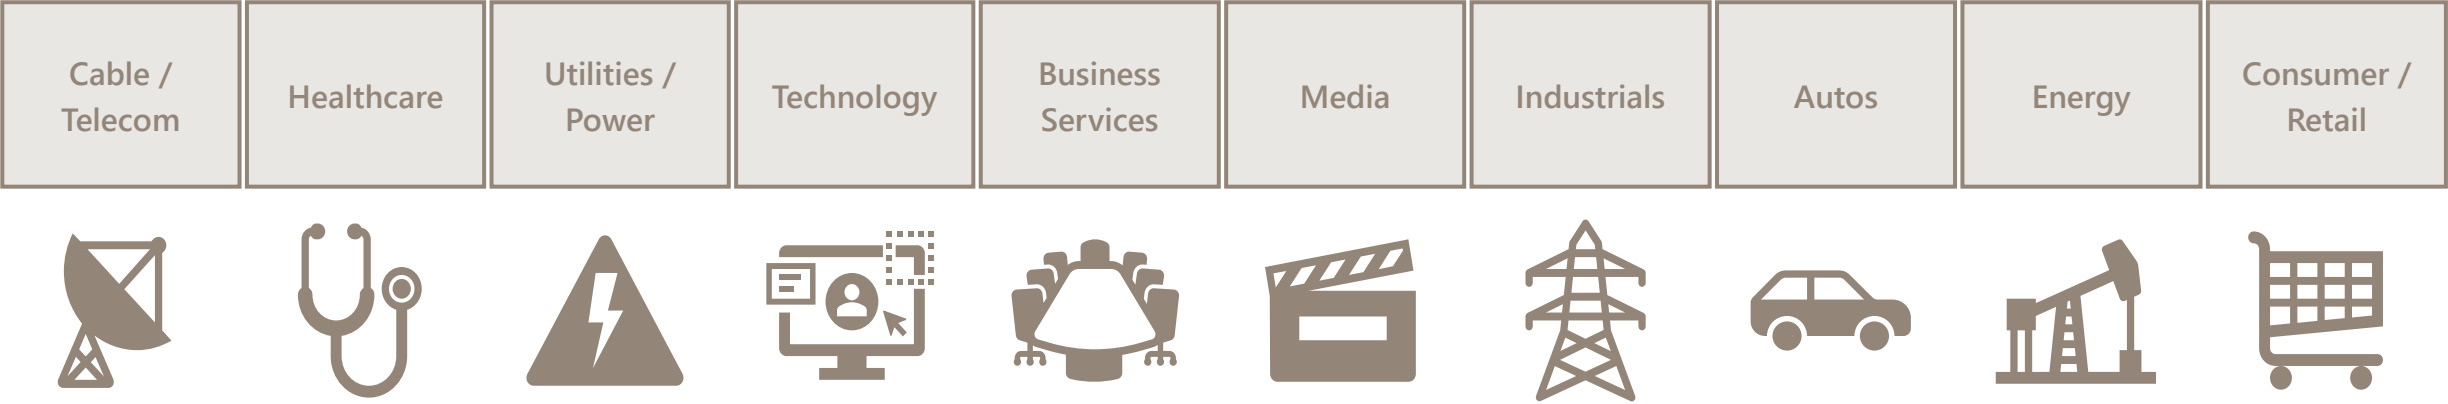 Cable /
Telecom
Healthcare
Utilities /
Power
Technology
Business
Services
Media
Industrials
Autos
Energy
Consumer /
Retail